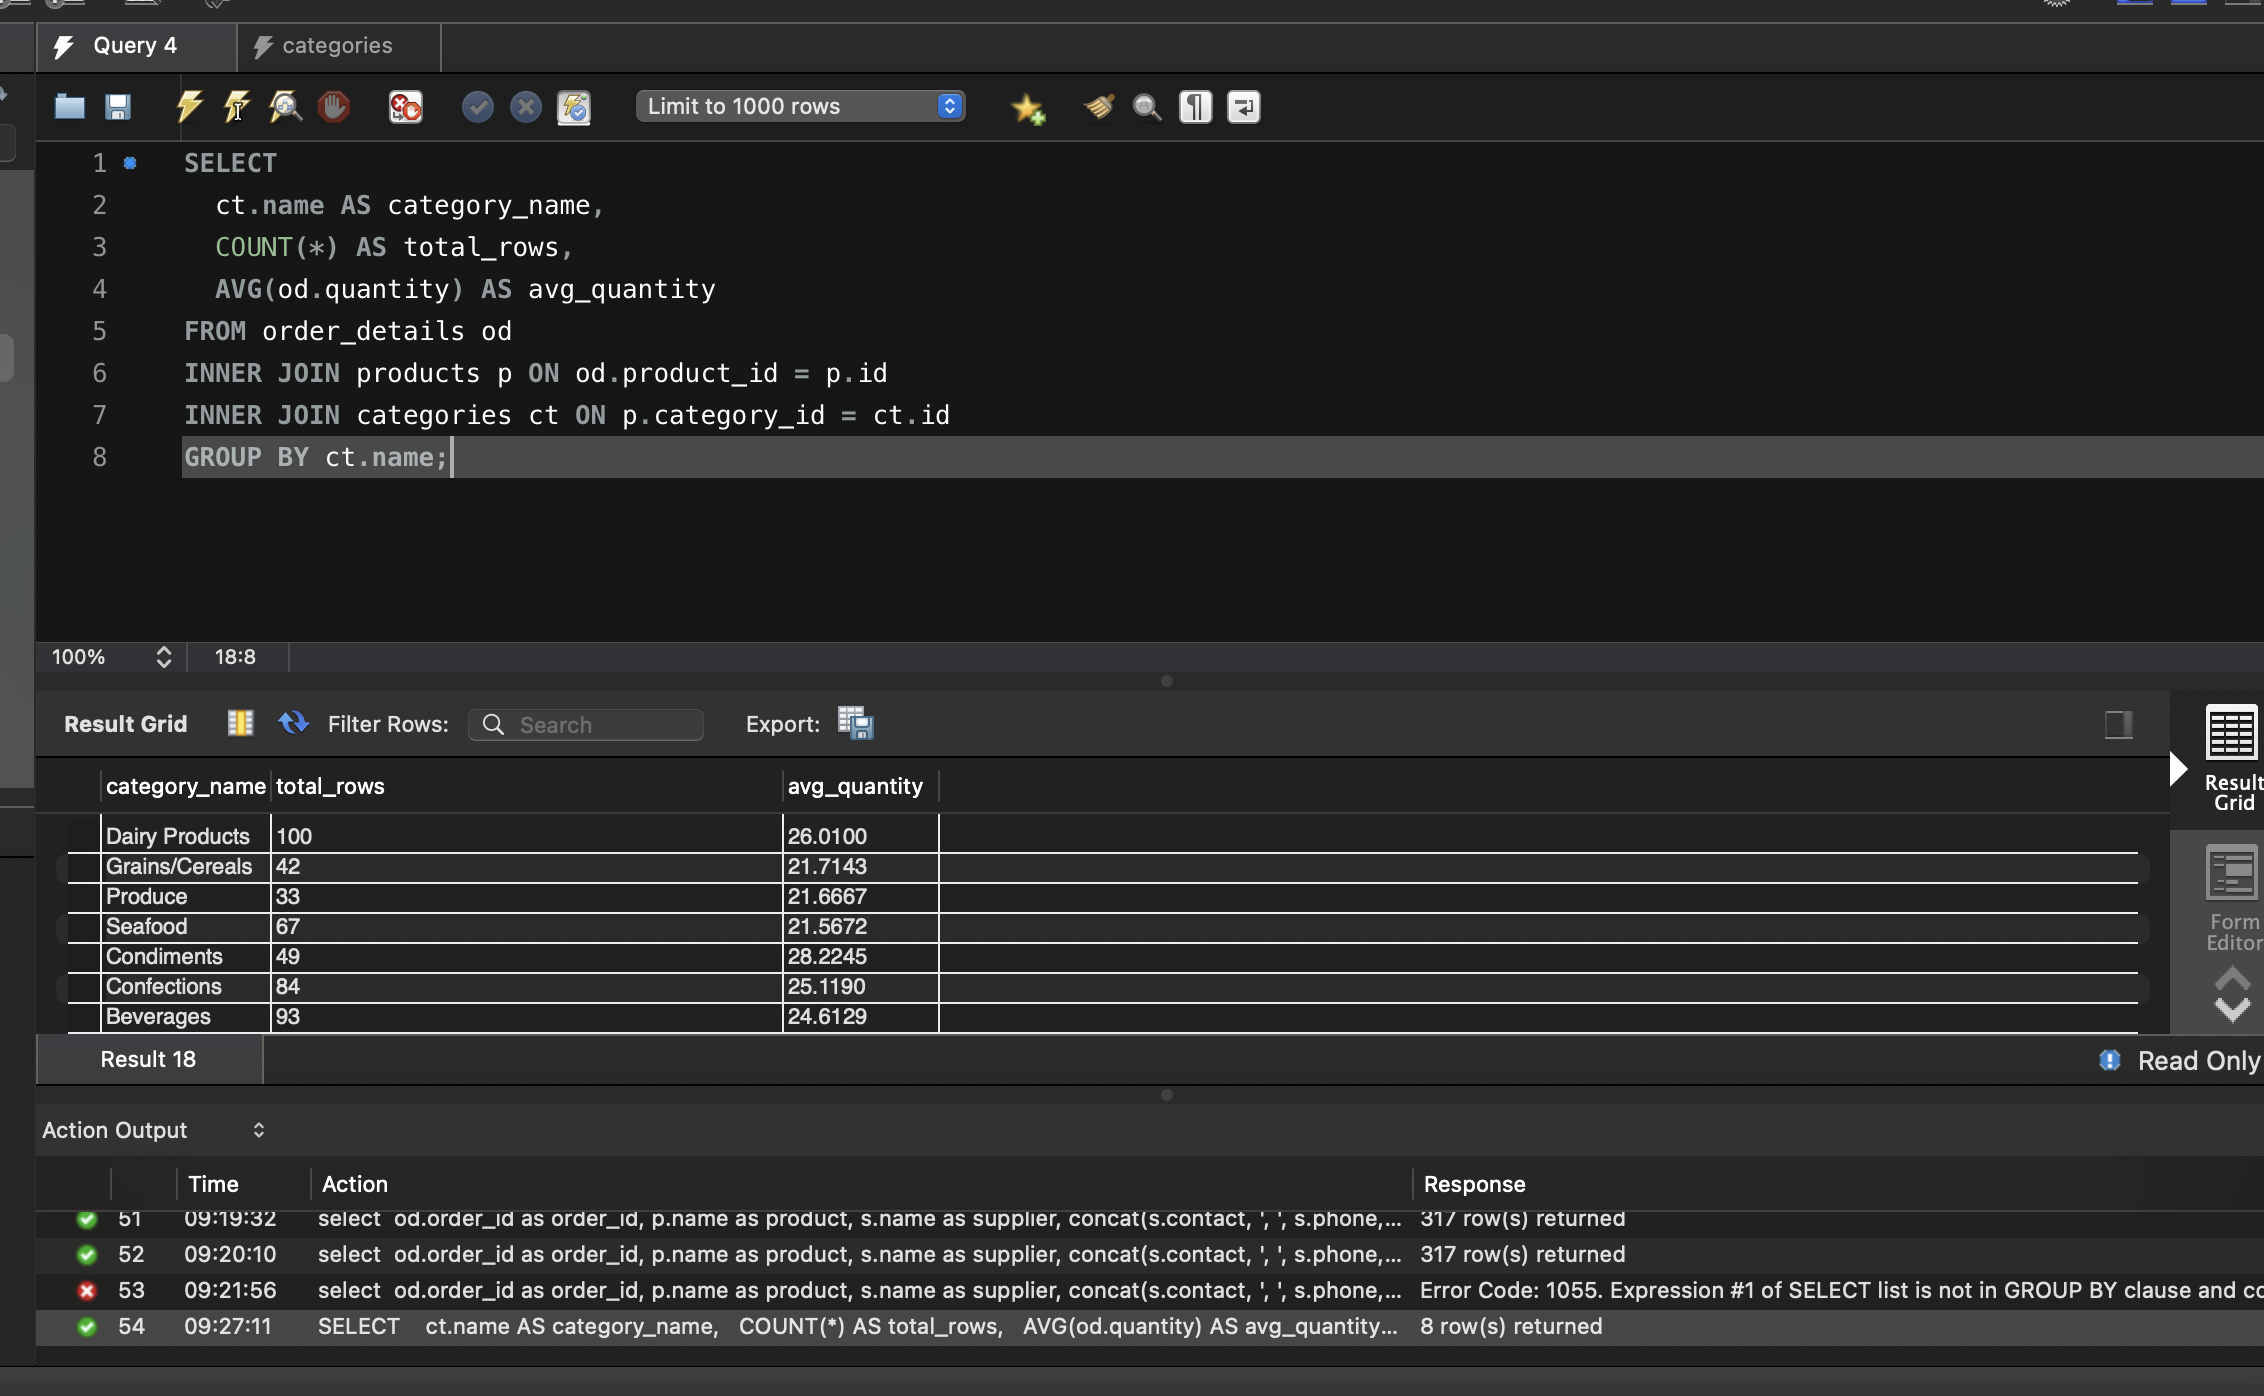 Query 4
categories
Limit to 1000 rows
1 SELECT
2 ct.name AS category_name,
3 COUNT(*) AS total_rows,
4 AVG(od.quantity) AS avg_quantity
5 FROM order_details od
6 INNER JOIN products p ON od.product_id = p.id
7 INNER JOIN categories ct ON p.category_id = ct.id
8 GROUP BY ct.name;
100% 18:8
Result Grid Filter Rows: Search Export:
category_name total_rows avg_quantity
Dairy Products 100 26.0100
Grains/Cereals 42 21.7143
Produce 33 21.6667
Seafood 67 21.5672
Condiments 49 28.2245
Confections 84 25.1190
Beverages 93 24.6129
Result
Grid
Form
Editor
Result 18 Read Only
Action Output
Time Action Response
51 09:19:32 select od.order_id as order_id, p.name as product, s.name as supplier, concat(s.contact, ', ', s.phone,... 317 row(s) returned
52 09:20:10 select od.order_id as order_id, p.name as product, s.name as supplier, concat(s.contact, ', ', s.phone,... 317 row(s) returned
53 09:21:56 select od.order_id as order_id, p.name as product, s.name as supplier, concat(s.contact, ', ', s.phone,... Error Code: 1055. Expression #1 of SELECT list is not in GROUP BY clause and co
54 09:27:11 SELECT ct.name AS category_name, COUNT(*) AS total_rows, AVG(od.quantity) AS avg_quantity... 8 row(s) returned